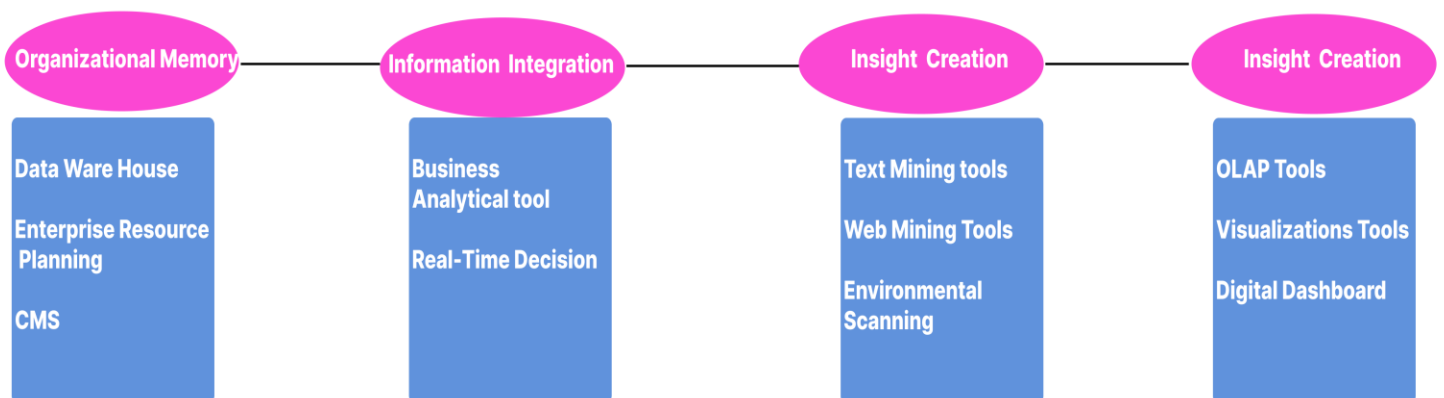 Organizational Memory
Information Integration
Insight Creation
Insight Creation
Data Ware House
Enterprise Resource
Planning
CMS
Business
Analytical tool
Real-Time Decision
Text Mining tools
Web Mining Tools
Environmental
Scanning
OLAP Tools
Visualizations Tools
Digital Dashboard